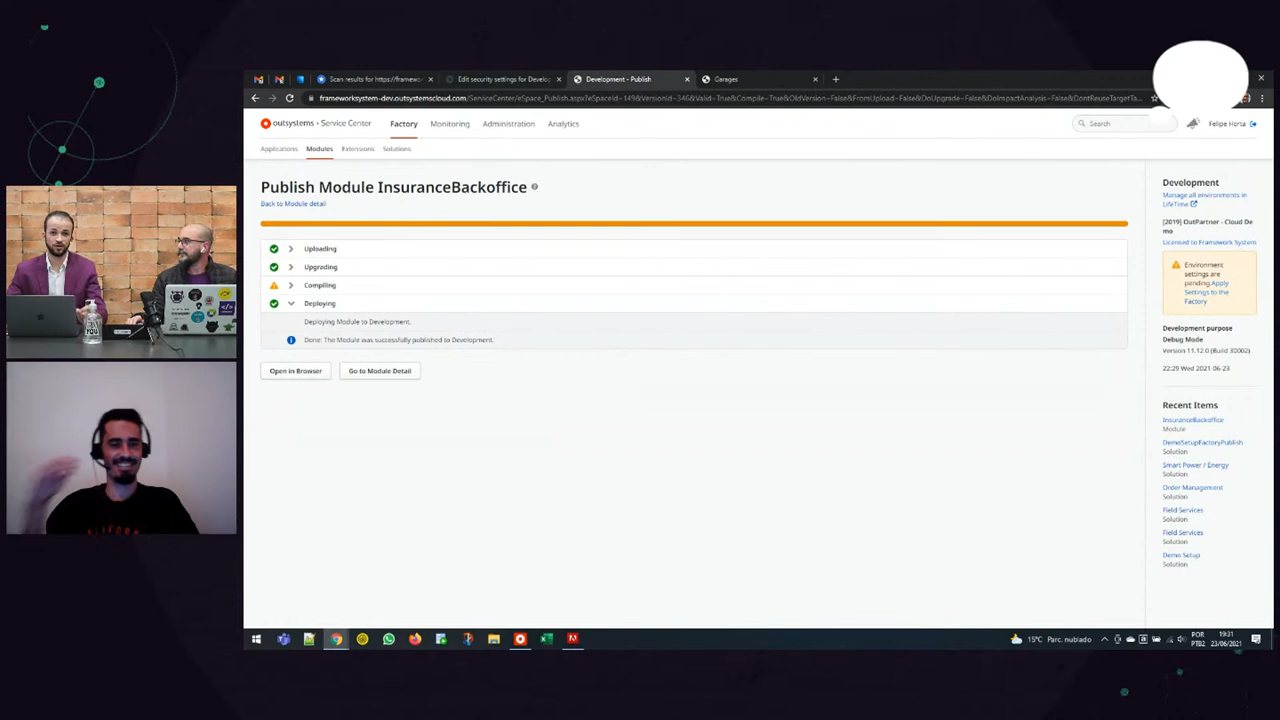 Scan results for https://framew
Edit security settings for Develo
Development - Publish
Garages
frameworksystem-dev.outsystemscloud.com/ServiceCenter/eSpace_Publish.aspx?eSpaceId=149&VersionId=346&Valid=True&Compile=True&OldVersion=False&FromUpload=False&DoUpgrade=False&DoImpactAnalysis=False&DontReuseTargetTa...
outsystems • Service Center
Factory
Monitoring
Administration
Analytics
Search
Felipe Horta
Applications
Modules
Extensions
Solutions
Publish Module InsuranceBackoffice
Back to Module detail
Uploading
Upgrading
Compiling
Deploying
Deploying Module to Development.
Done: The Module was successfully published to Development.
Open in Browser
Go to Module Detail
Development
Manage all environments in
LifeTime
[2019] OutPartner - Cloud De
mo
Licensed to Framework System
Environment
settings are
pending.Apply
Settings to the
Factory
Development purpose
Debug Mode
Version 11.12.0 (Build 30002)
22:29 Wed 2021-06-23
Recent Items
InsuranceBackoffice
Module
DemoSetupFactoryPublish
Solution
Smart Power / Energy
Solution
Order Management
Solution
Field Services
Solution
Field Services
Solution
Demo Setup
Solution
15°C Parc. nublado
POR
PTB2
19:31
23/06/2021